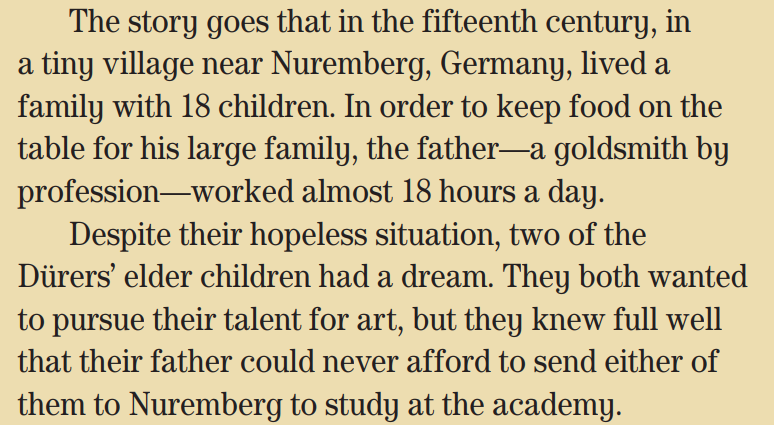 The story goes that in the fifteenth century, in
a tiny village near Nuremberg, Germany, lived a
family with 18 children. In order to keep food on the
table for his large family, the father—a goldsmith by
profession—worked almost 18 hours a day.
Despite their hopeless situation, two of the
Dürers’ elder children had a dream. They both wanted
to pursue their talent for art, but they knew full well
that their father could never afford to send either of
them to Nuremberg to study at the academy.